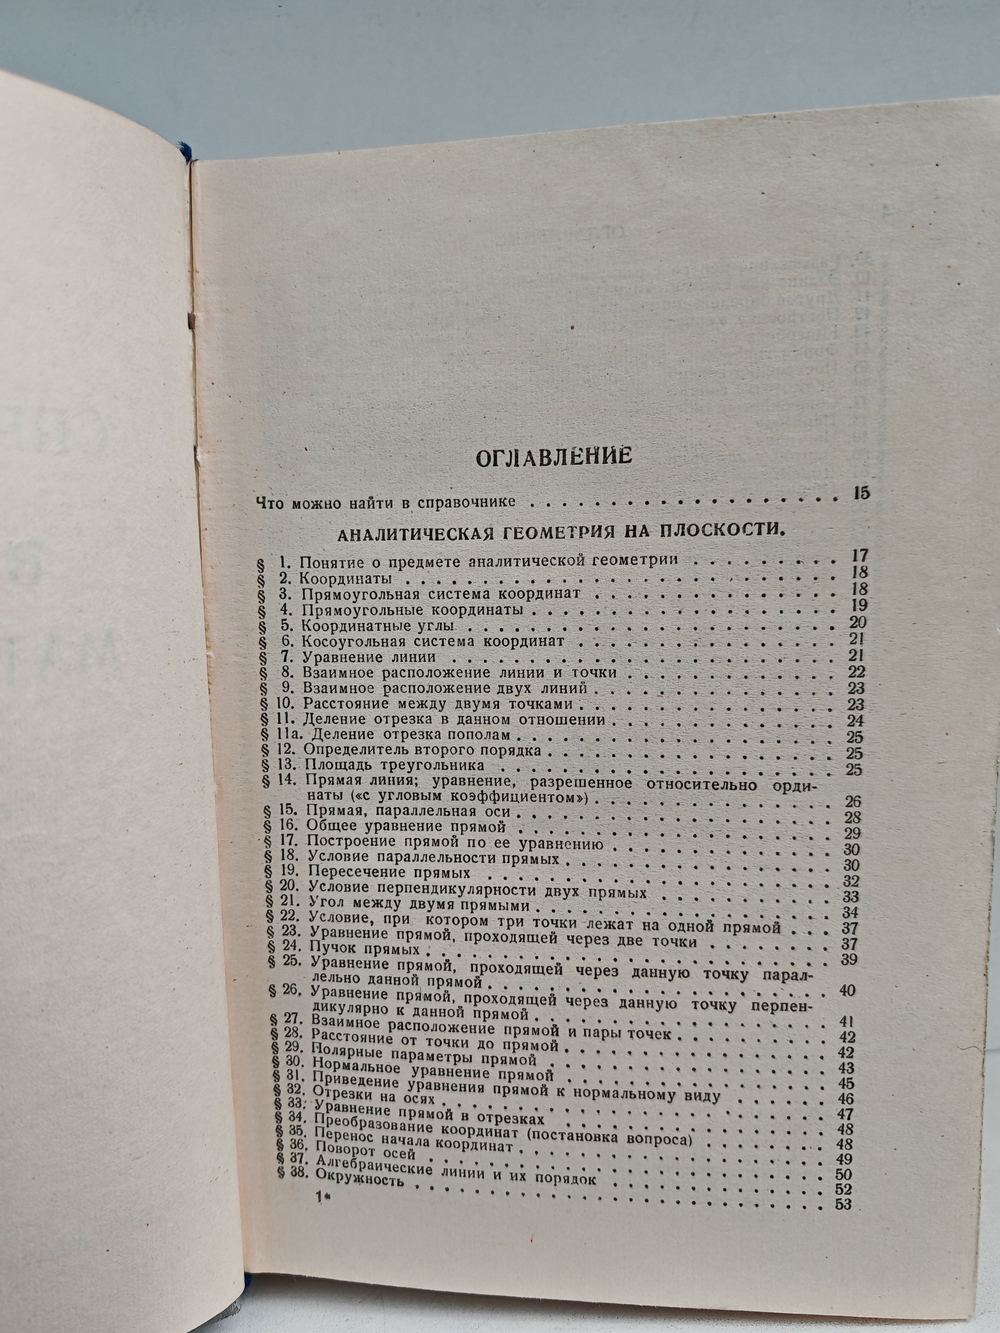 ОГЛАВЛЕНИЕ
Что можно найти в справочнике . . . . . . . . . . . . . . . . . . . 15
АНАЛИТИЧЕСКАЯ ГЕОМЕТРИЯ НА ПЛОСКОСТИ.
§ 1. Понятие о предмете аналитической геометрии . . . . . . . . . 17
§ 2. Координаты . . . . . . . . . . . . . . . . . . . . . . . . . . 18
§ 3. Прямоугольная система координат . . . . . . . . . . . . . . . 18
§ 4. Прямоугольные координаты . . . . . . . . . . . . . . . . . . 19
§ 5. Координатные углы . . . . . . . . . . . . . . . . . . . . . . 20
§ 6. Косоугольная система координат . . . . . . . . . . . . . . . . 21
§ 7. Уравнение линии . . . . . . . . . . . . . . . . . . . . . . . 21
§ 8. Взаимное расположение линии и точки . . . . . . . . . . . . . 22
§ 9. Взаимное расположение двух линий . . . . . . . . . . . . . . . 23
§ 10. Расстояние между двумя точками . . . . . . . . . . . . . . . 23
§ 11. Деление отрезка в данном отношении . . . . . . . . . . . . . 24
§ 11а. Деление отрезка пополам . . . . . . . . . . . . . . . . . . 25
§ 12. Определитель второго порядка . . . . . . . . . . . . . . . . 25
§ 13. Площадь треугольника . . . . . . . . . . . . . . . . . . . . 25
§ 14. Прямая линия; уравнение, разрешенное относительно орди-
наты («с угловым коэффициентом») . . . . . . . . . . . . . . 26
§ 15. Прямая, параллельная оси . . . . . . . . . . . . . . . . . . 28
§ 16. Общее уравнение прямой . . . . . . . . . . . . . . . . . . . 29
§ 17. Построение прямой по ее уравнению . . . . . . . . . . . . . 30
§ 18. Условие параллельности прямых . . . . . . . . . . . . . . . 30
§ 19. Пересечение прямых . . . . . . . . . . . . . . . . . . . . . 32
§ 20. Условие перпендикулярности двух прямых . . . . . . . . . . . 33
§ 21. Угол между двумя прямыми . . . . . . . . . . . . . . . . . . 34
§ 22. Условие, при котором три точки лежат на одной прямой . . . 37
§ 23. Уравнение прямой, проходящей через две точки . . . . . . . . 37
§ 24. Пучок прямых . . . . . . . . . . . . . . . . . . . . . . . . 39
§ 25. Уравнение прямой, проходящей через данную точку парал-
лельно данной прямой . . . . . . . . . . . . . . . . . . . . 40
§ 26. Уравнение прямой, проходящей через данную точку перпен-
дикулярно к данной прямой . . . . . . . . . . . . . . . . . . 41
§ 27. Взаимное расположение прямой и пары точек . . . . . . . . . 42
§ 28. Расстояние от точки до прямой . . . . . . . . . . . . . . . . 42
§ 29. Полярные параметры прямой . . . . . . . . . . . . . . . . . 43
§ 30. Нормальное уравнение прямой . . . . . . . . . . . . . . . . 45
§ 31. Приведение уравнения прямой к нормальному виду . . . . . . 46
§ 32. Отрезки на осях . . . . . . . . . . . . . . . . . . . . . . . 47
§ 33. Уравнение прямой в отрезках . . . . . . . . . . . . . . . . . 48
§ 34. Преобразование координат (постановка вопроса) . . . . . . . . 48
§ 35. Перенос начала координат . . . . . . . . . . . . . . . . . . 49
§ 36. Поворот осей . . . . . . . . . . . . . . . . . . . . . . . . 50
§ 37. Алгебраические линии и их порядок . . . . . . . . . . . . . 52
§ 38. Окружность . . . . . . . . . . . . . . . . . . . . . . . . . 53
1*